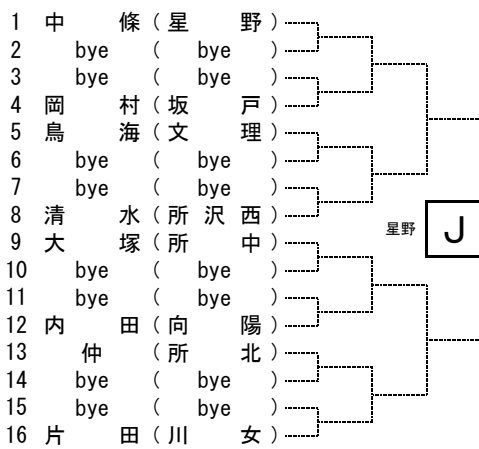 1 中 條 ( 星 野 )
2 bye ( bye )
3 bye ( bye )
4 岡 村 ( 坂 戸 )
5 鳥 海 ( 文 理 )
6 bye ( bye )
7 bye ( bye )
8 清 水 ( 所 沢 西 )
9 大 塚 ( 所 中 )
10 bye ( bye )
11 bye ( bye )
12 内 田 ( 向 陽 )
13 仲 ( 所 北 )
14 bye ( bye )
15 bye ( bye )
16 片 田 ( 川 女 )
星野 J